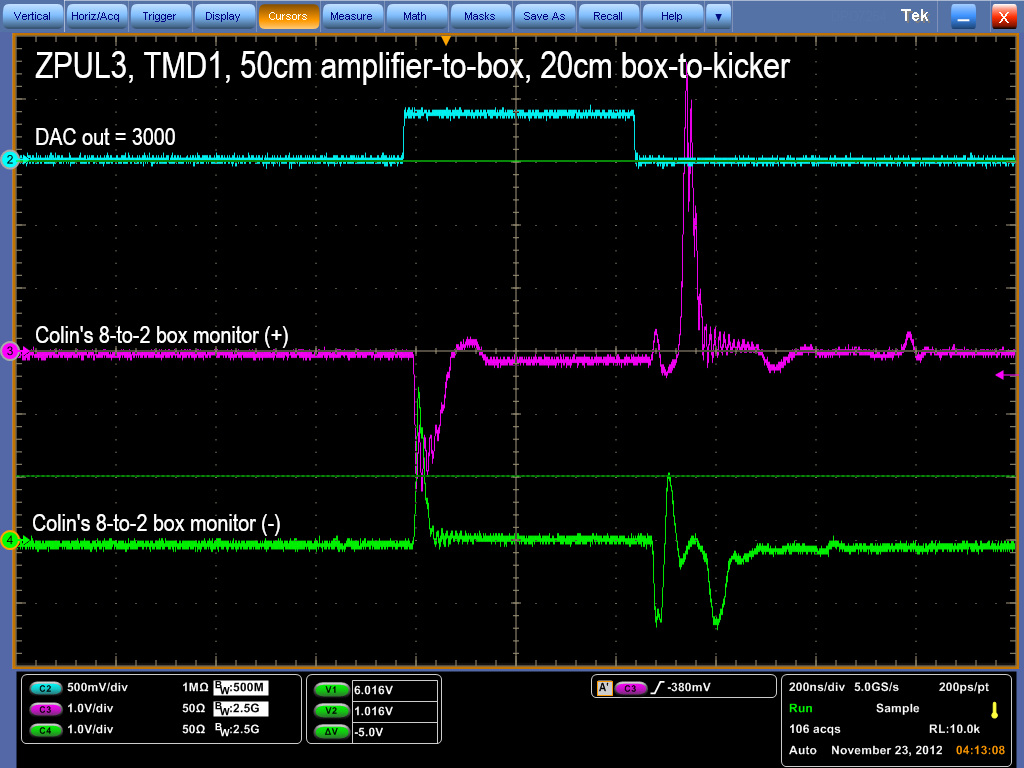 Vertical Horiz/Acq Trigger Display Cursors Measure Math Masks Save As Recall Help Tek X
ZPUL3, TMD1, 50cm amplifier-to-box, 20cm box-to-kicker
DAC out = 3000
2
Colin's 8-to-2 box monitor (+)
3
Colin's 8-to-2 box monitor (-)
4
C2 500mV/div 1MΩ BW:500M
C3 1.0V/div 50Ω BW:2.5G
C4 1.0V/div 50Ω BW:2.5G
V1 6.016V
V2 1.016V
ΔV -5.0V
A' C3 -380mV
200ns/div 5.0GS/s 200ps/pt
Run Sample
106 acqs RL:10.0k
Auto November 23, 2012 04:13:08